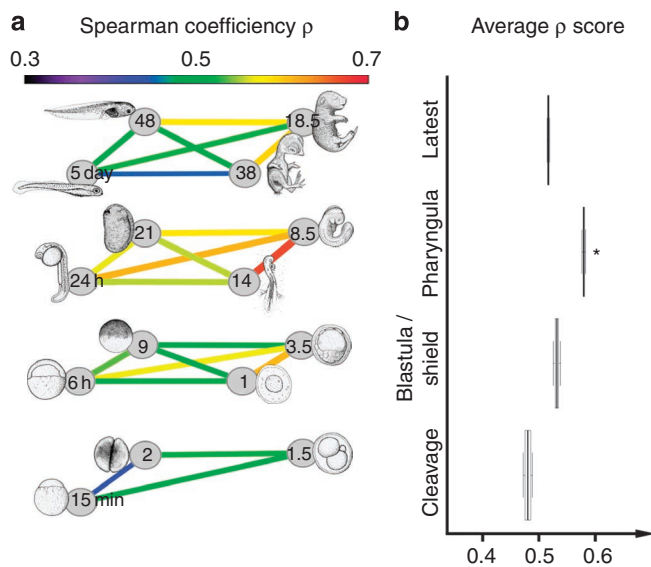 a Spearman coefficiency ρ
0.3 0.5 0.7
48 18.5
5 day 38
21 8.5
24 h 14
9 3.5
6 h 1
2 1.5
15 min
b Average ρ score
Latest
Pharyngula
*
Blastula /
shield
Cleavage
0.4 0.5 0.6